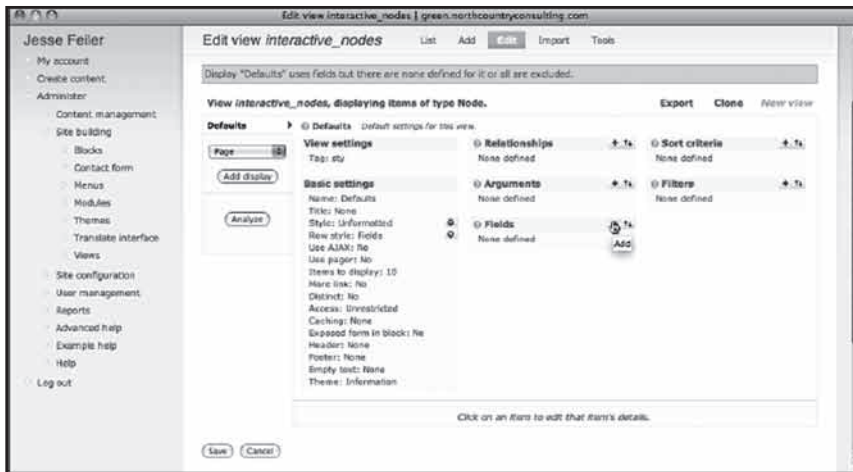 Edit view interactive_nodes | green.northcountryconsulting.com
Jesse Feiler
My account
Create content
Administer
Content management
Site building
Blocks
Contact form
Menus
Modules
Themes
Translate interface
Views
Site configuration
User management
Reports
Advanced help
Example help
Help
Log out
Edit view interactive_nodes
List Add Edit Import Tools
Display "Defaults" uses fields but there are none defined for it or all are excluded.
View interactive_nodes, displaying items of type Node.
Export Clone New view
Defaults
Page
Add display
Analyze
Defaults Default settings for this view.
View settings
Tag: sty
Basic settings
Name: Defaults
Title: None
Style: Unformatted
Row style: Fields
Use AJAX: No
Use pager: No
Items to display: 10
More link: No
Distinct: No
Access: Unrestricted
Caching: None
Exposed form in block: No
Header: None
Footer: None
Empty text: None
Theme: Information
Relationships
None defined
Arguments
None defined
Fields
None defined
Add
Sort criteria
None defined
Filters
None defined
Click on an item to edit that item's details.
Save Cancel